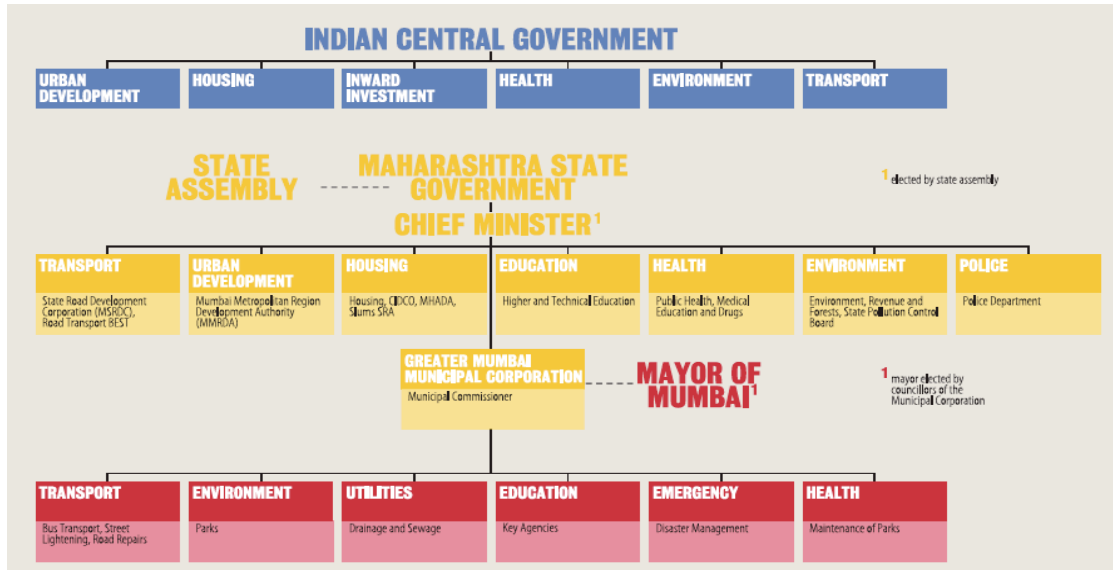 INDIAN CENTRAL GOVERNMENT
URBAN
DEVELOPMENT
HOUSING
INWARD
INVESTMENT
HEALTH
ENVIRONMENT
TRANSPORT
STATE
ASSEMBLY
MAHARASHTRA STATE
GOVERNMENT
1 elected by state assembly
CHIEF MINISTER1
TRANSPORT
State Road Development
Corporation (MSRDC),
Road Transport BEST
URBAN
DEVELOPMENT
Mumbai Metropolitan Region
Development Authority
(MMRDA)
HOUSING
Housing, CIDCO, MHADA,
Slums SRA
EDUCATION
Higher and Technical Education
HEALTH
Public Health, Medical
Education and Drugs
ENVIRONMENT
Environment, Revenue and
Forests, State Pollution Control
Board
POLICE
Police Department
GREATER MUMBAI
MUNICIPAL CORPORATION
Municipal Commissioner
MAYOR OF
MUMBAI1
1 mayor elected by
councillors of the
Municipal Corporation
TRANSPORT
Bus Transport, Street
Lightening, Road Repairs
ENVIRONMENT
Parks
UTILITIES
Drainage and Sewage
EDUCATION
Key Agencies
EMERGENCY
Disaster Management
HEALTH
Maintenance of Parks